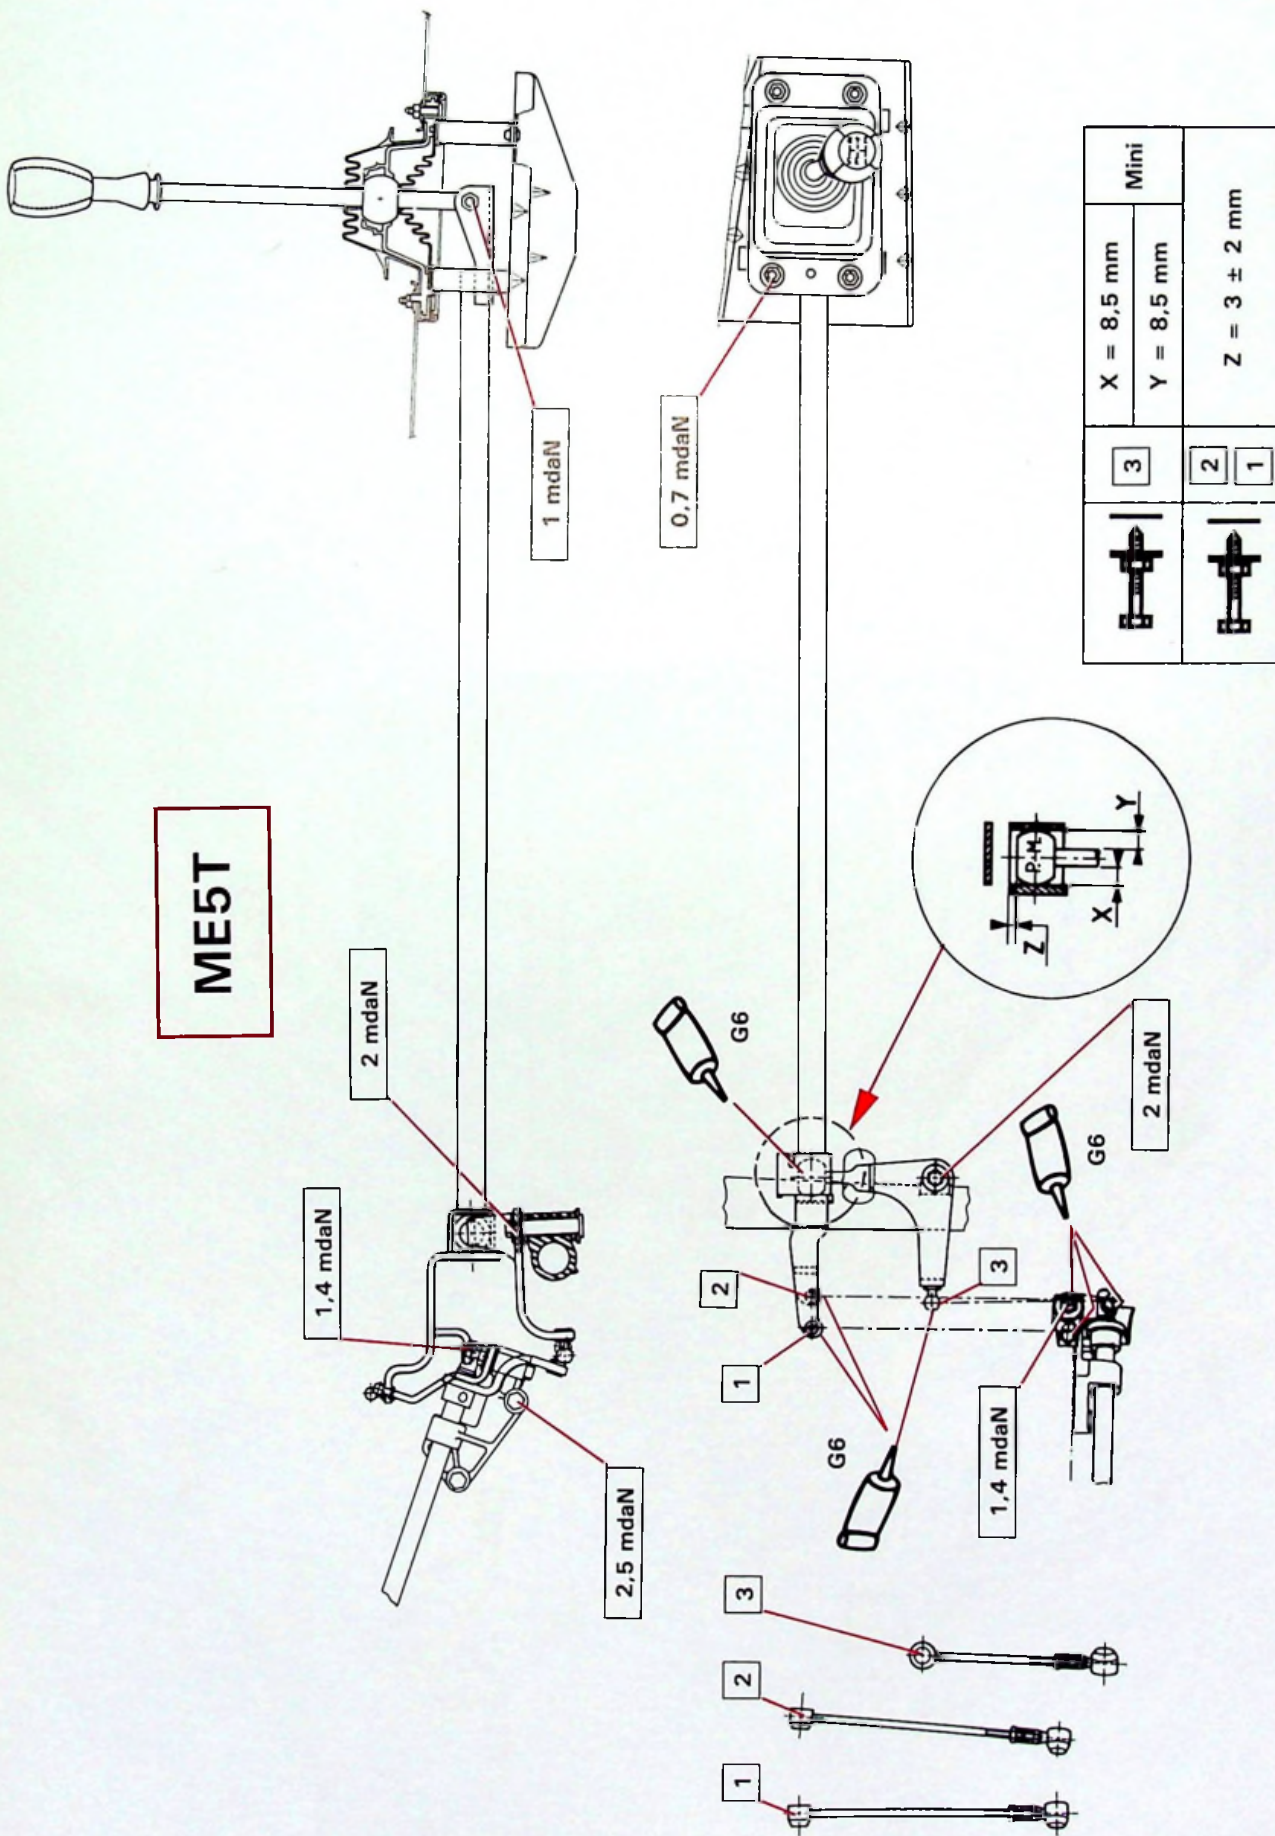 ME5T
1,4 mdaN
2 mdaN
1 mdaN
2,5 mdaN
0,7 mdaN
G6
1
2
3
G6
G6
1,4 mdaN
2 mdaN
P.M.
Z
X
Y
1
2
3
3
X = 8,5 mm
Mini
Y = 8,5 mm
2
1
Z = 3 ± 2 mm